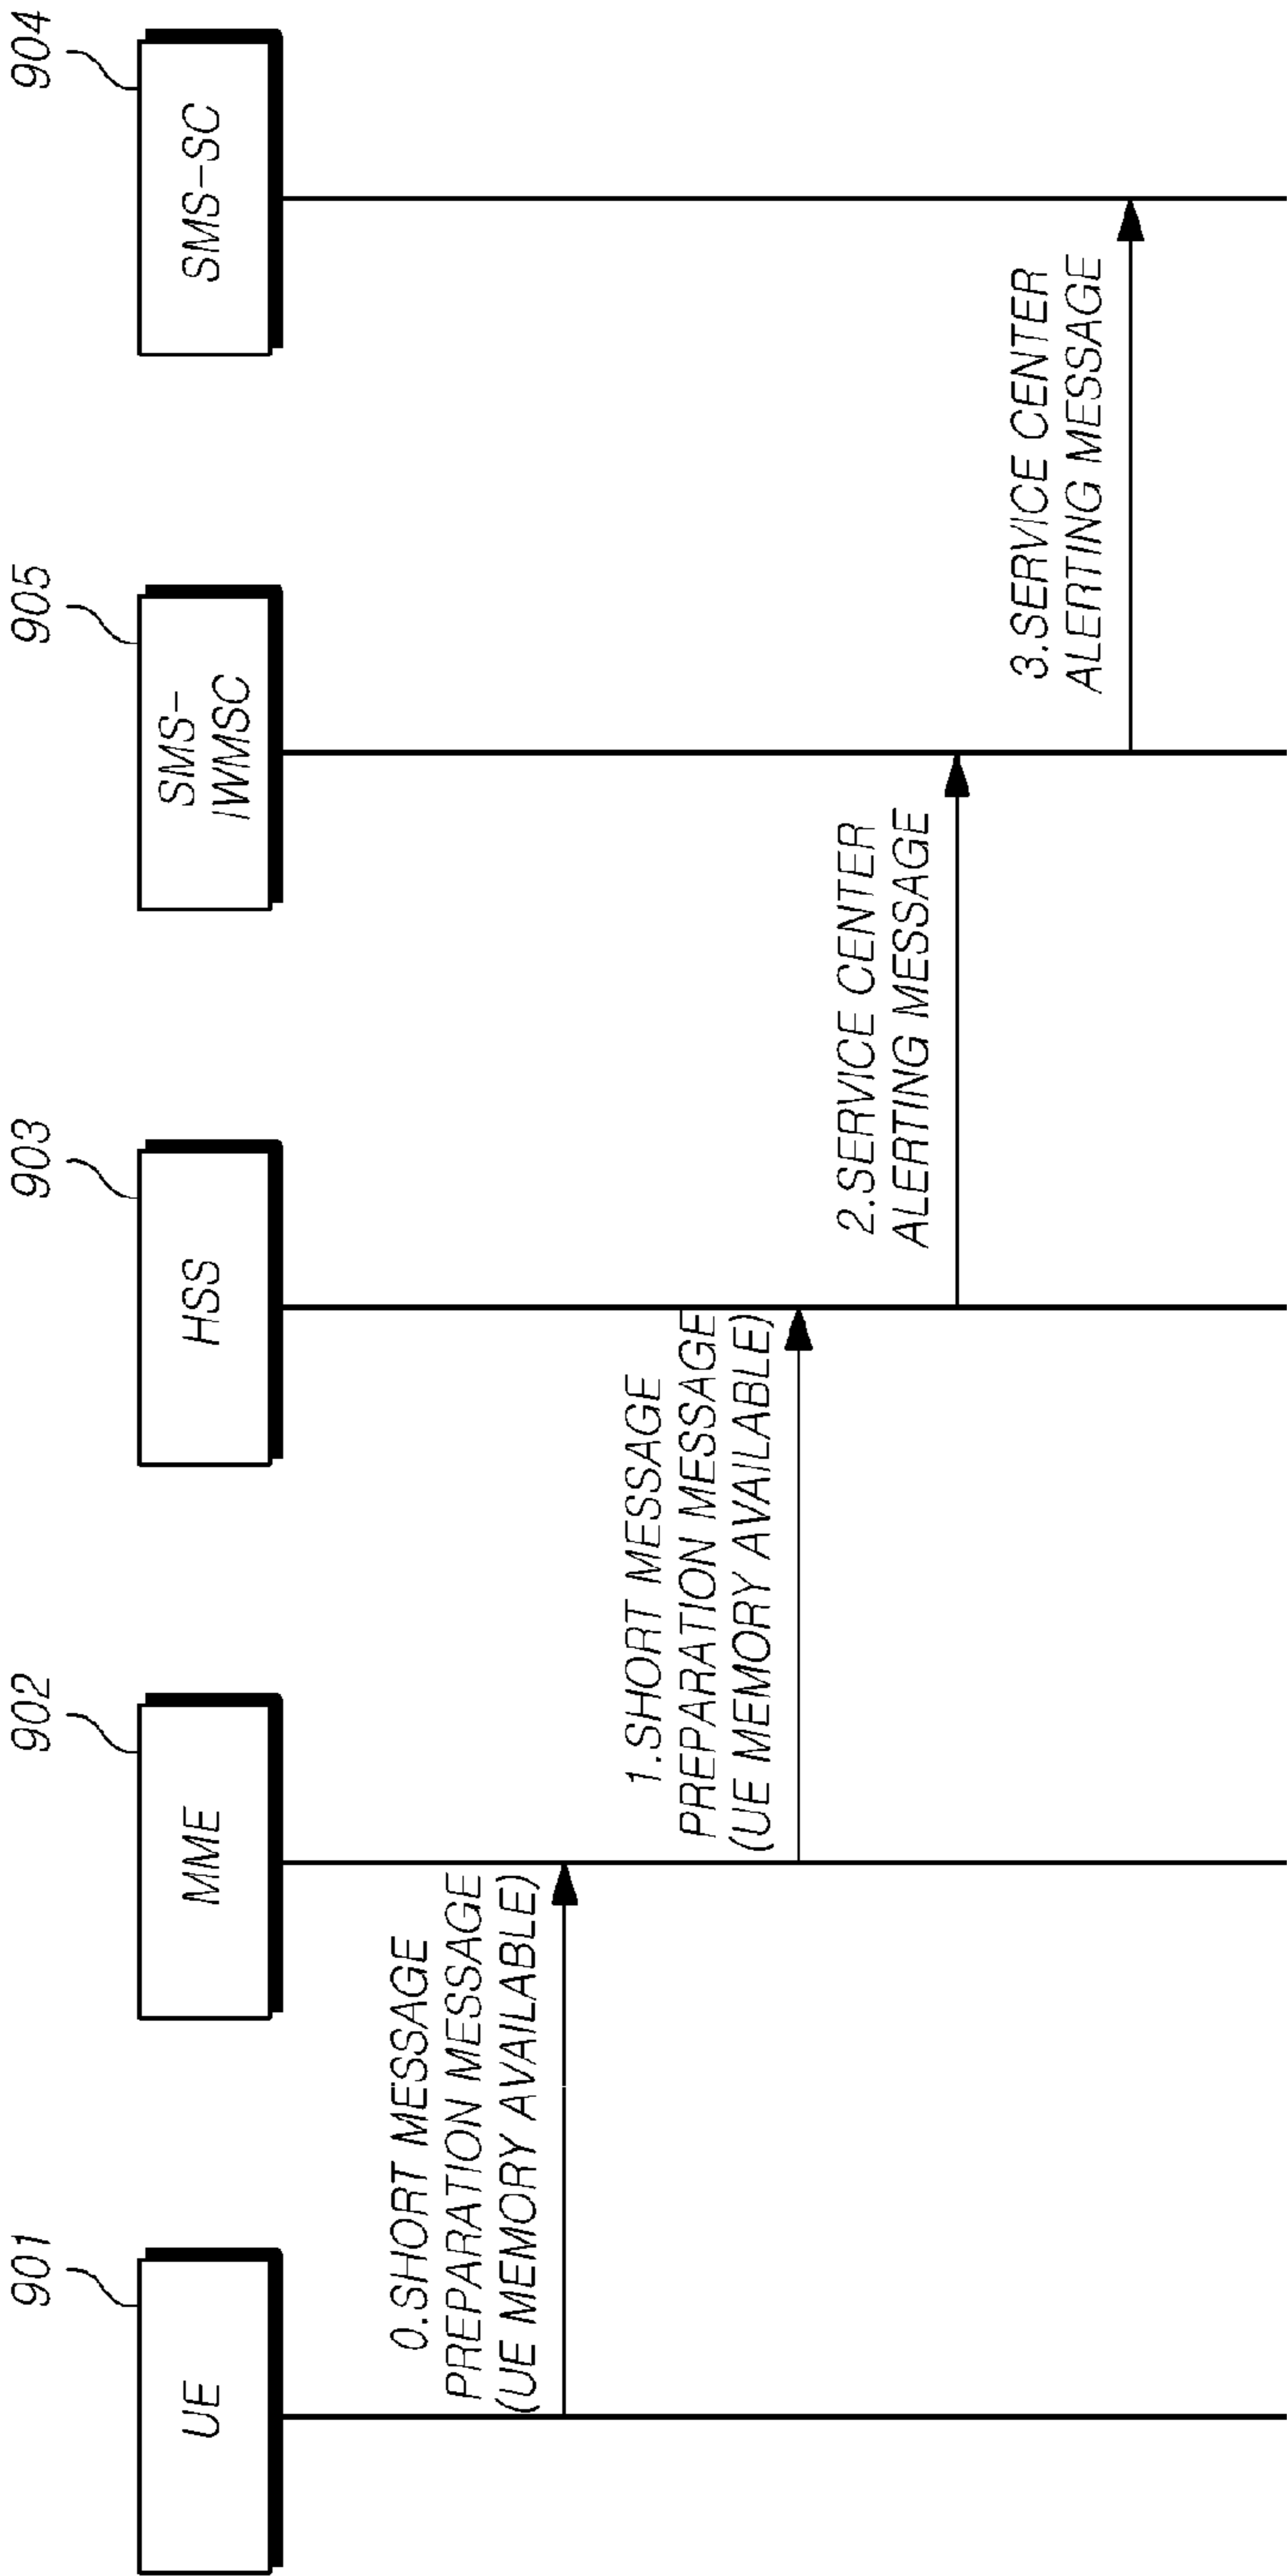 901
902
903
905
904
UE
MME
HSS
SMS-
IWMSC
SMS-SC
0.SHORT MESSAGE
PREPARATION MESSAGE
(UE MEMORY AVAILABLE)
1.SHORT MESSAGE
PREPARATION MESSAGE
(UE MEMORY AVAILABLE)
2.SERVICE CENTER
ALERTING MESSAGE
3.SERVICE CENTER
ALERTING MESSAGE